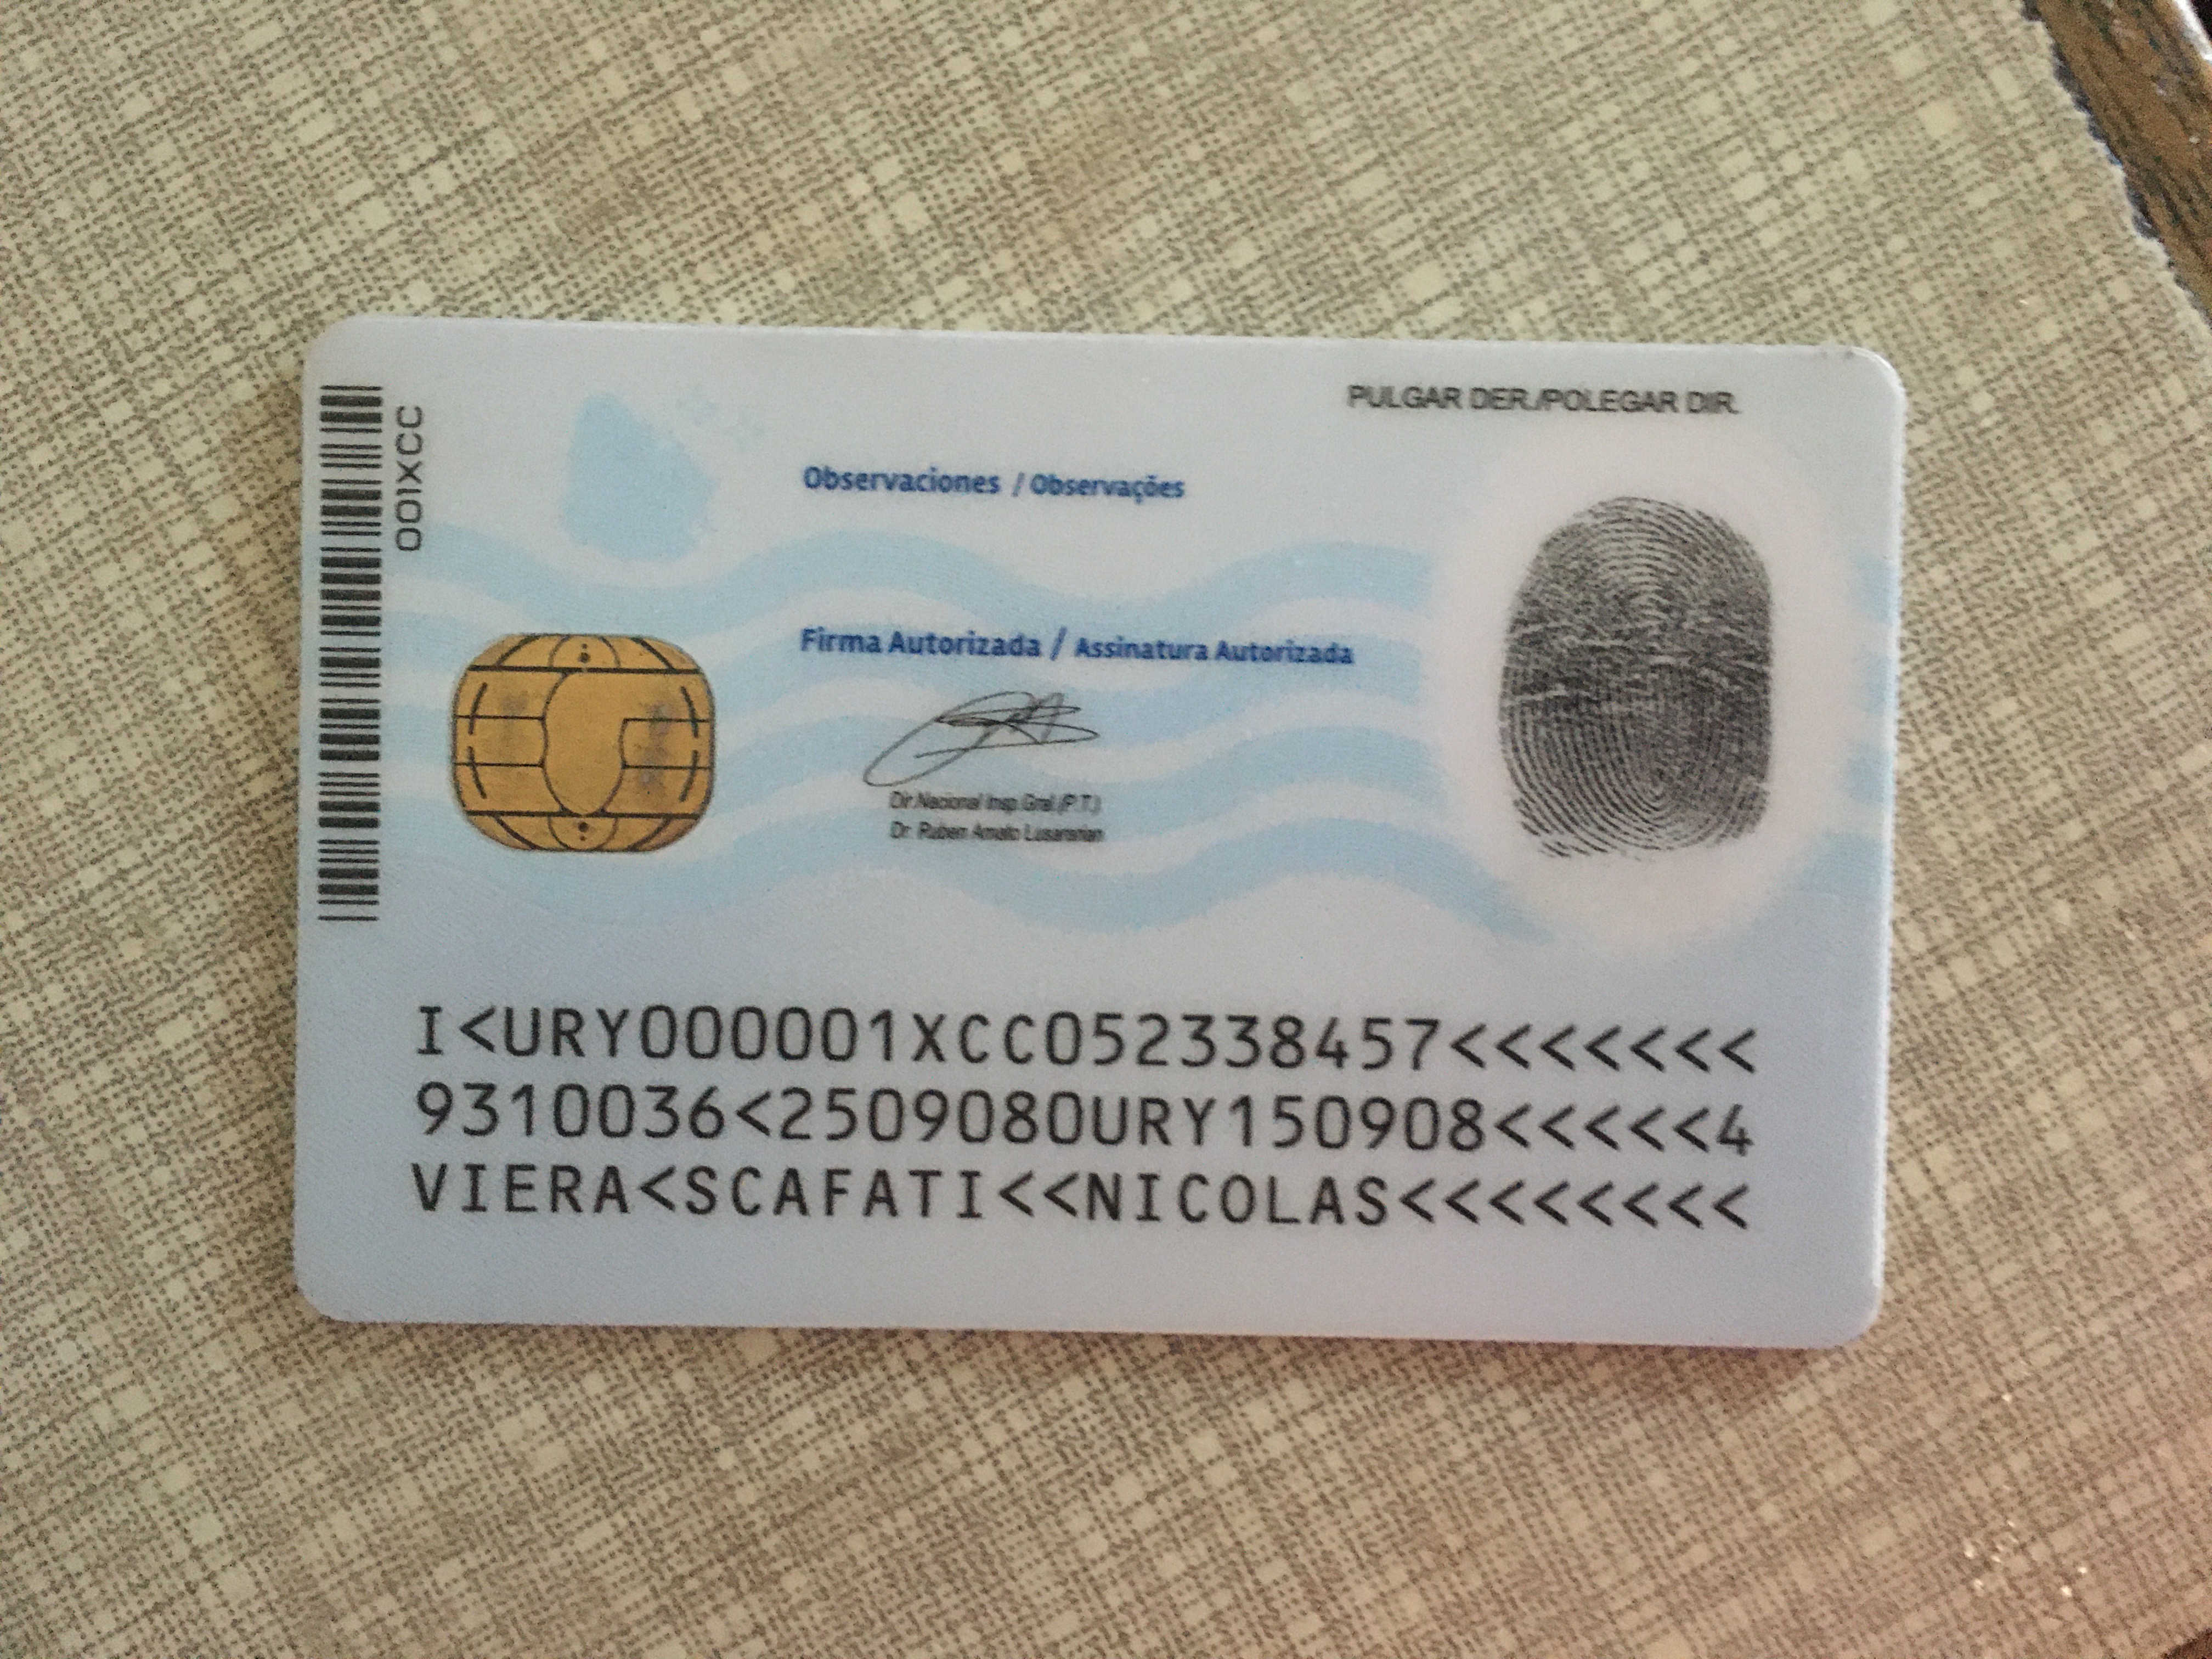 001XCC
PULGAR DER./POLEGAR DIR.
Observaciones / Observações
Firma Autorizada / Assinatura Autorizada
Dir. Nacional Insp. Gral (P.T.)
Dr. Ruben Amato Lusararian
I<URY000001XCC052338457<<<<<<<
9310036<2509080URY150908<<<<<<4
VIERA<SCAFATI<<NICOLAS<<<<<<<<